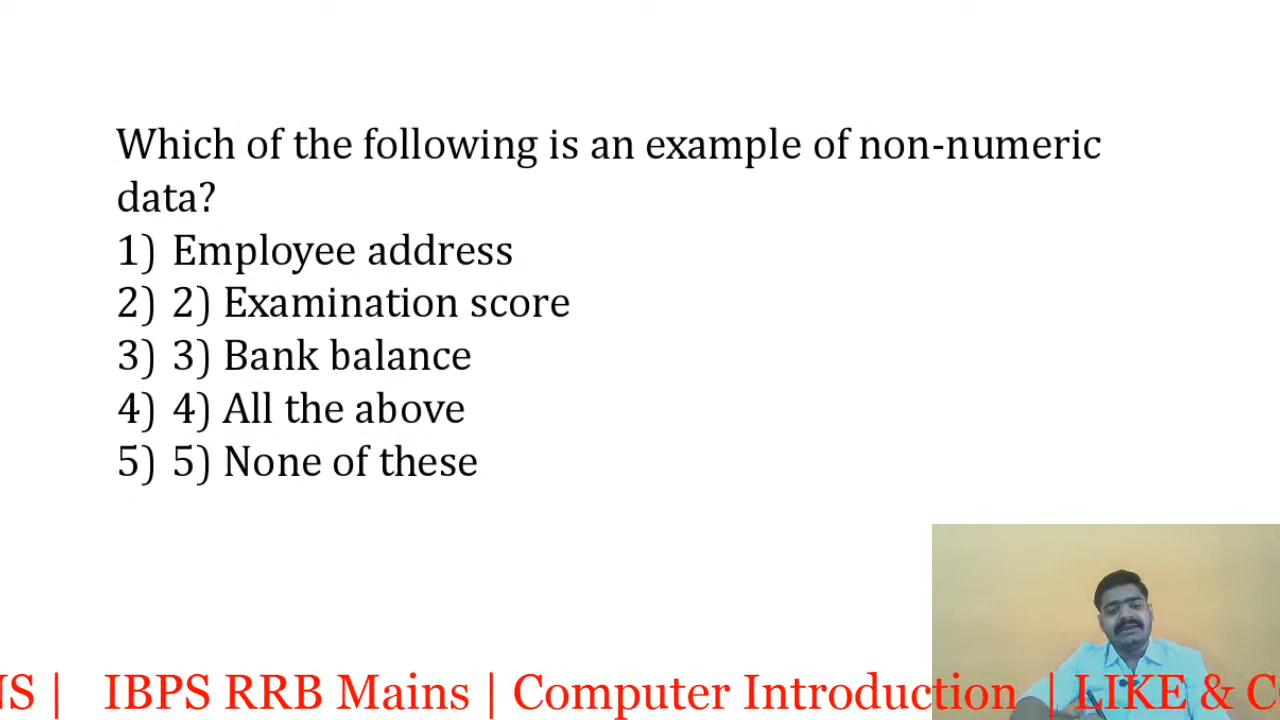 Which of the following is an example of non-numeric
data?
1) Employee address
2) 2) Examination score
3) 3) Bank balance
4) 4) All the above
5) 5) None of these
NS | IBPS RRB Mains | Computer Introduction | LIKE & C